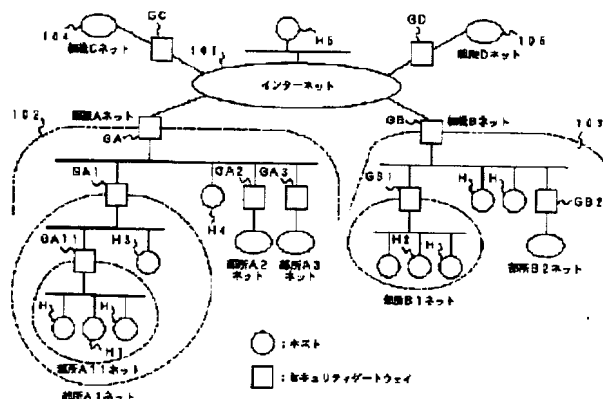 GC
104
組織Cネット
101
H5
GD
105
組織Dネット
インターネット
102
組織Aネット
GA
GB
組織Bネット
103
GA1
GA2
GA3
H4
GB1
H
H
GB2
GA11
H3
部所A2
ネット
部所A3
ネット
H2
H
部所B2ネット
部所B1ネット
H
H
H1
部所A11ネット
部所A1ネット
:ホスト
:セキュリティゲートウェイ